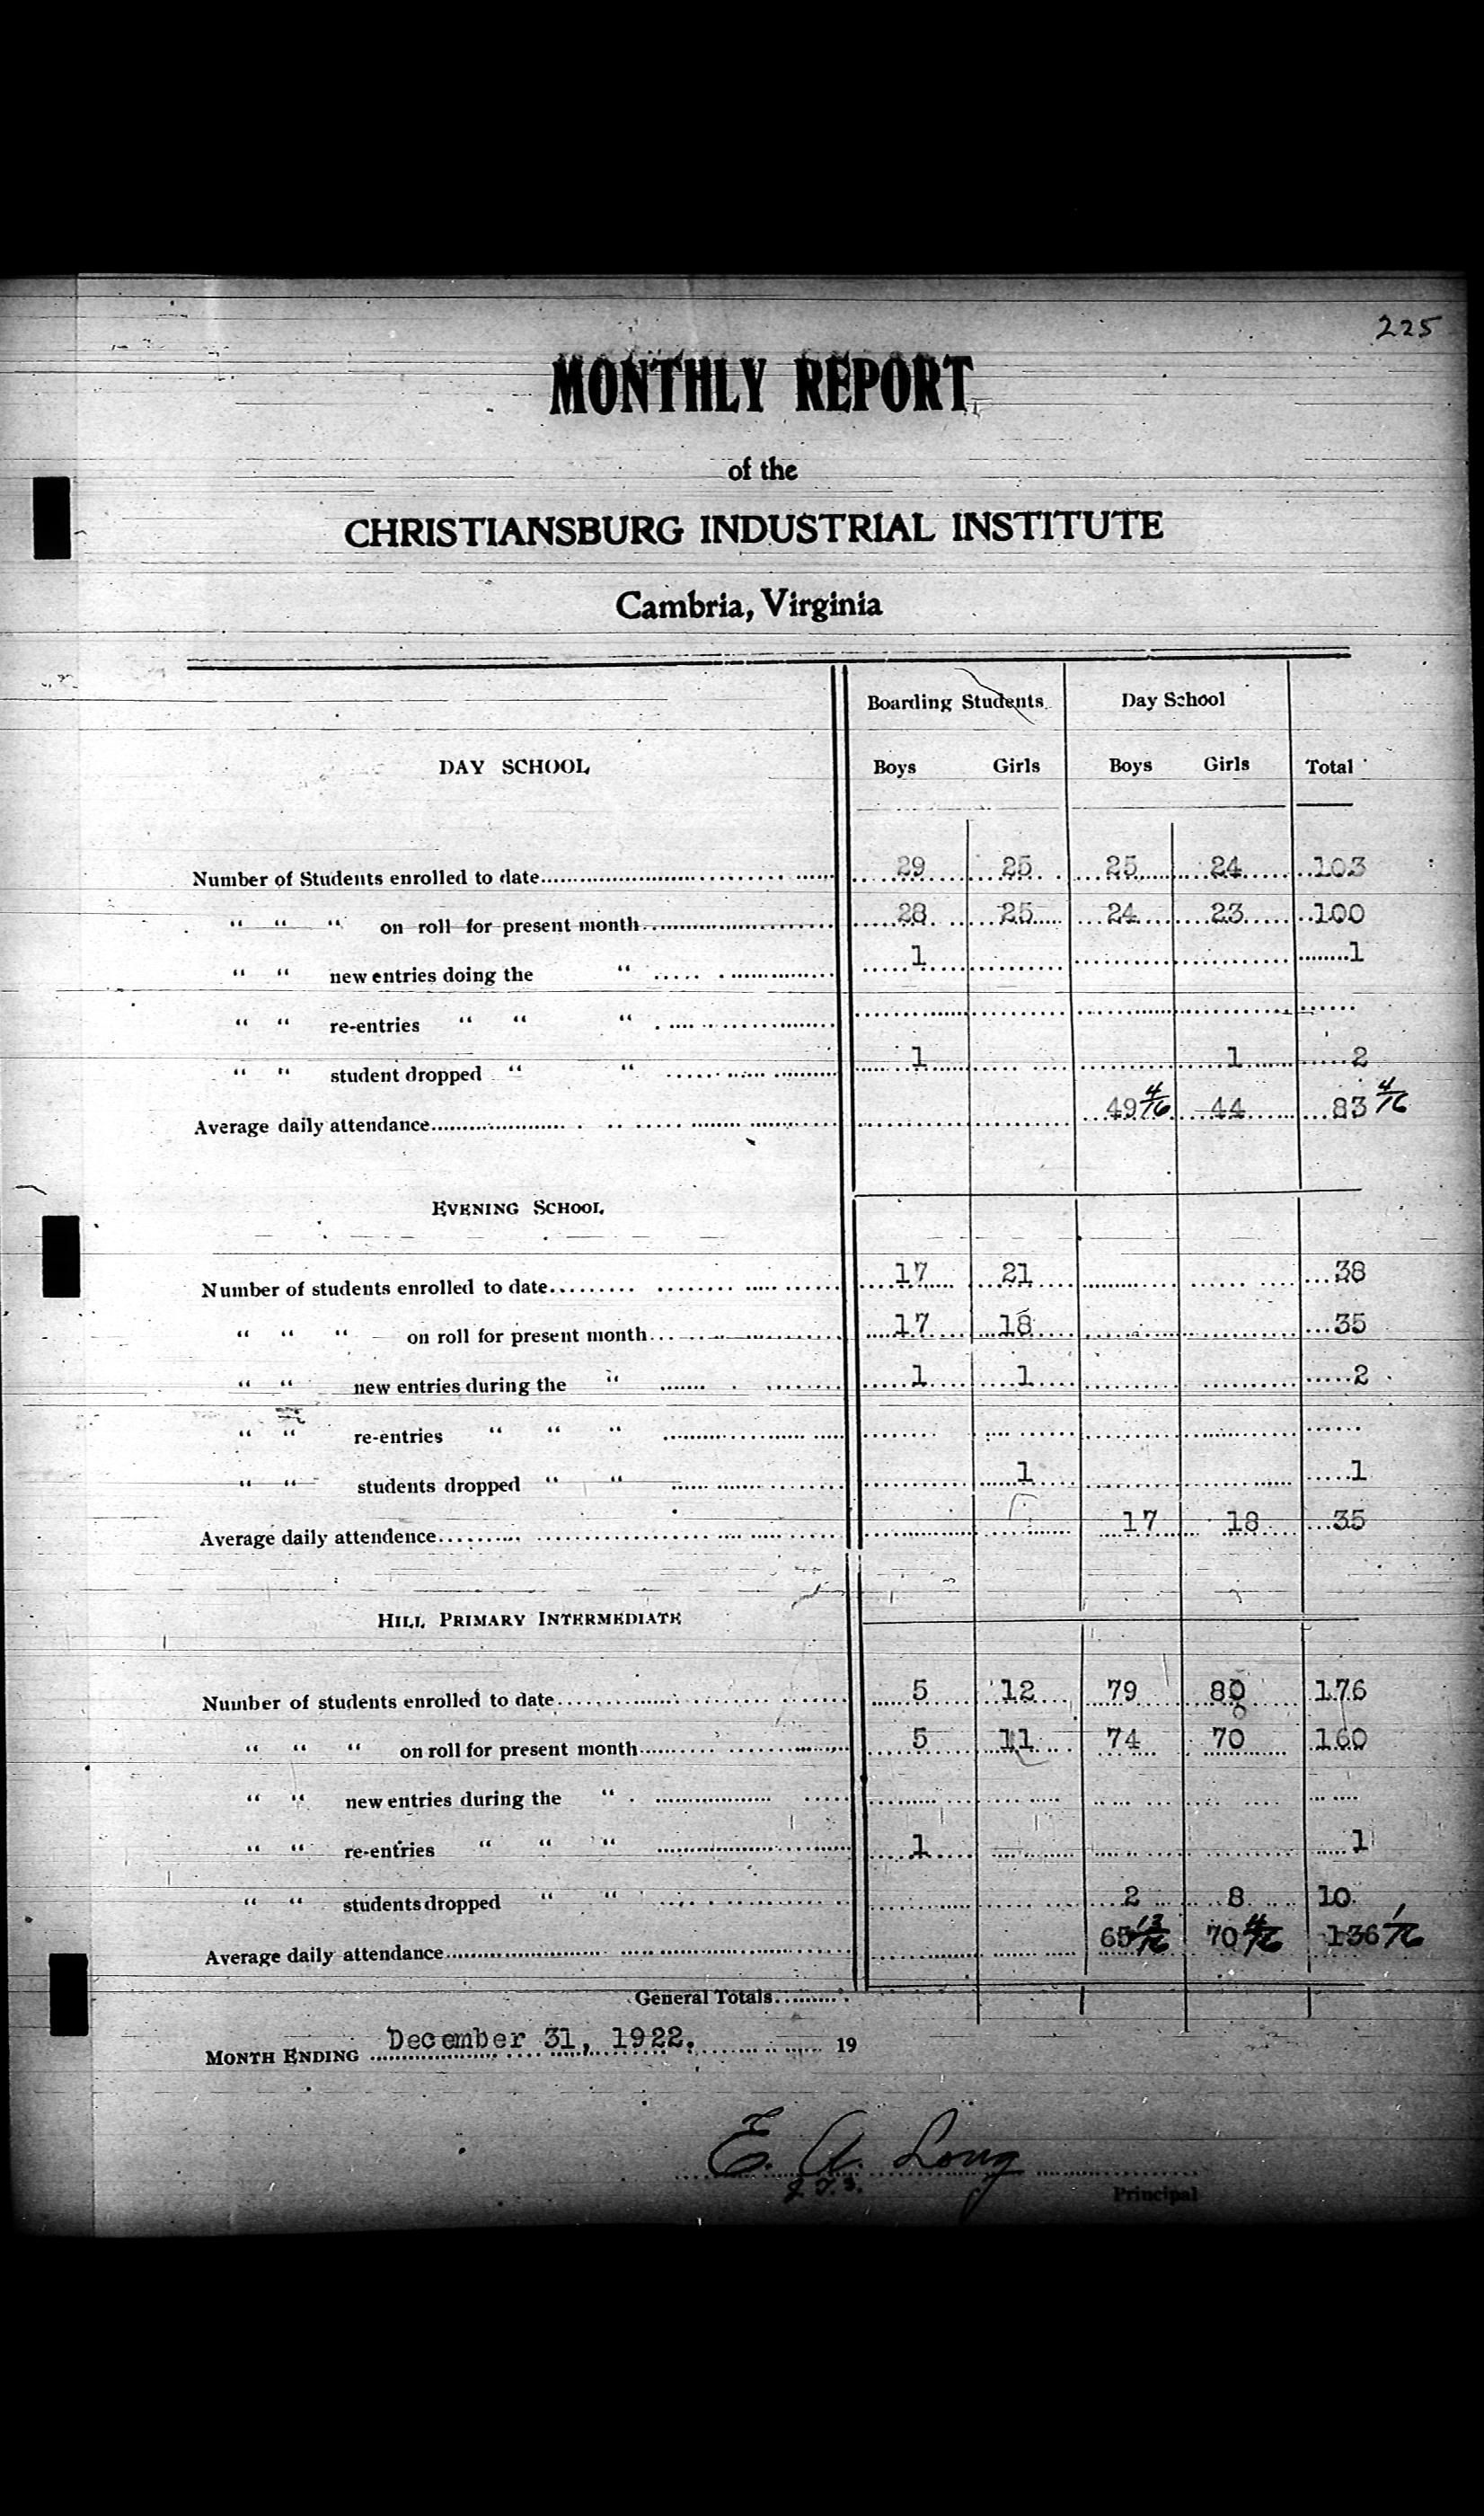 225
MONTHLY REPORT
of the
CHRISTIANSBURG INDUSTRIAL INSTITUTE
Cambria, Virginia
Boarding Students Day School
DAY SCHOOL Boys Girls Boys Girls Total
Number of Students enrolled to date 29 25 25 24 103
" " " on roll for present month 28 25 24 23 100
" " new entries doing the " 1 1
" " re-entries " " "
" " student dropped " " 1 1 2
Average daily attendance 49 4/16 44 83 4/16
EVENING SCHOOL
Number of students enrolled to date 17 21 38
" " " on roll for present month 17 18 35
" " new entries during the " 1 1 2
" " re-entries " " "
" " students dropped " " 1 1
Average daily attendence 17 18 35
HILL PRIMARY INTERMEDIATE
Number of students enrolled to date 5 12 79 80 176
" " " on roll for present month 5 11 74 70 160
" " new entries during the "
" " re-entries " " " 1 1
" " students dropped " " 2 8 10
Average daily attendance 65 13/16 70 4/16 136 1/16
General Totals
MONTH ENDING December 31, 1922. 19
E. A. Long
Principal